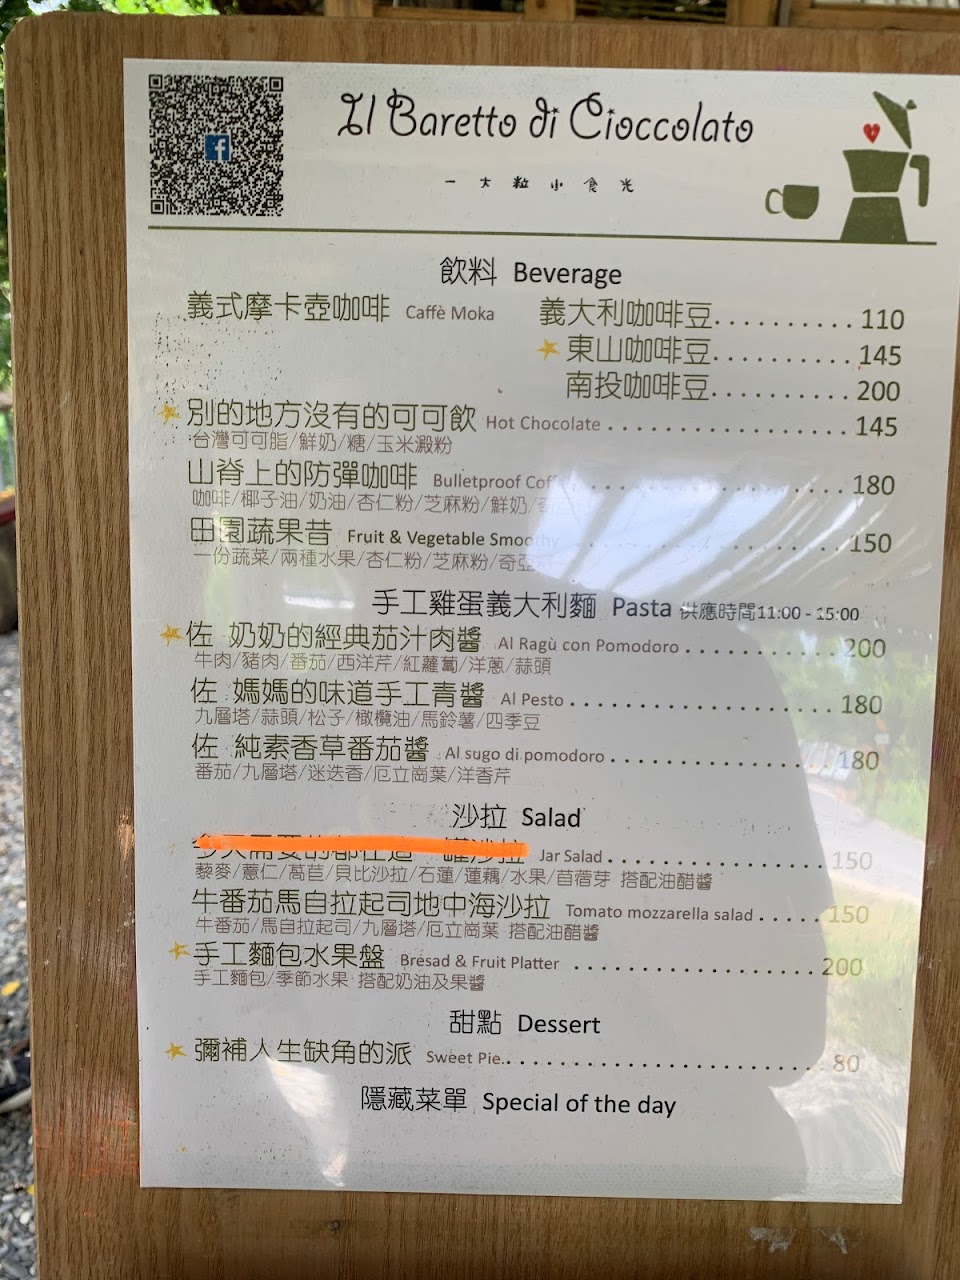 Il Baretto di Cioccolato
一大粒小食光
飲料 Beverage
義式摩卡壺咖啡 Caffè Moka 義大利咖啡豆.......... 110
東山咖啡豆.......... 145
南投咖啡豆.......... 200
別的地方沒有的可可飲 Hot Chocolate .................. 145
台灣可可脂/鮮奶/糖/玉米澱粉
山脊上的防彈咖啡 Bulletproof .................. 180
咖啡/椰子油/奶油/杏仁粉/芝麻粉/鮮奶/
田園蔬果昔 Fruit & Vegetable Smoothy .................. 150
一份蔬菜/兩種水果/杏仁粉/芝麻粉/奇亞
手工雞蛋義大利麵 Pasta 供應時間11:00 - 15:00
佐 奶奶的經典茄汁肉醬 Al Ragù con Pomodoro ............ 200
牛肉/豬肉/番茄/西洋芹/紅蘿蔔/洋蔥/蒜頭
佐 媽媽的味道手工青醬 Al Pesto .................... 180
九層塔/蒜頭/松子/橄欖油/馬鈴薯/四季豆
佐 純素香草番茄醬 Al sugo di pomodoro ................. 180
番茄/九層塔/迷迭香/厄立崗葉/洋香芹
沙拉 Salad
罐沙拉 Jar Salad .................. 150
藜麥/薏仁/萵苣/貝比沙拉/石蓮/蓮藕/水果/苜蓿芽 搭配油醋醬
牛番茄馬自拉起司地中海沙拉 Tomato mozzarella salad ..... 150
牛番茄/馬自拉起司/九層塔/厄立崗葉 搭配油醋醬
手工麵包水果盤 Bresad & Fruit Platter ................... 200
手工麵包/季節水果 搭配奶油及果醬
甜點 Dessert
彌補人生缺角的派 Sweet Pie........................ 80
隱藏菜單 Special of the day